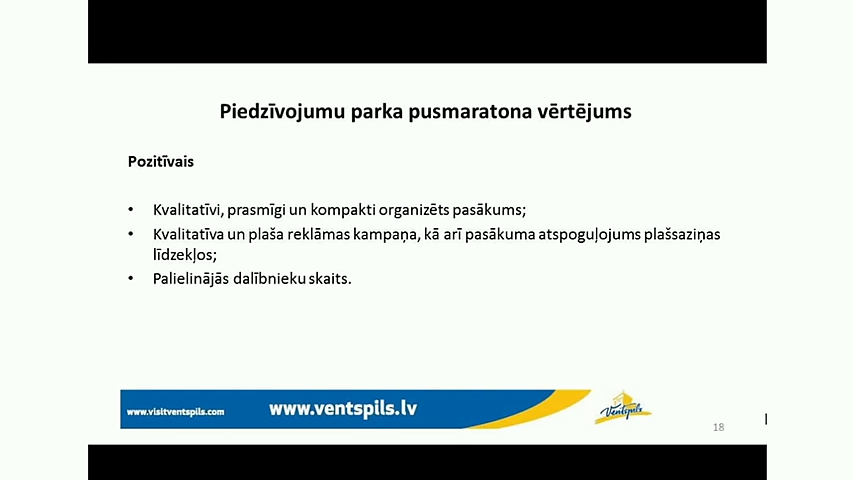 Piedzīvojumu parka pusmaratona vērtējums
Pozitīvais
• Kvalitatīvi, prasmīgi un kompakti organizēts pasākums;
• Kvalitatīva un plaša reklāmas kampaņa, kā arī pasākuma atspoguļojums plašsaziņas
līdzekļos;
• Palielinājās dalībnieku skaits.
www.visitventspils.com
www.ventspils.lv
Ventspils
18